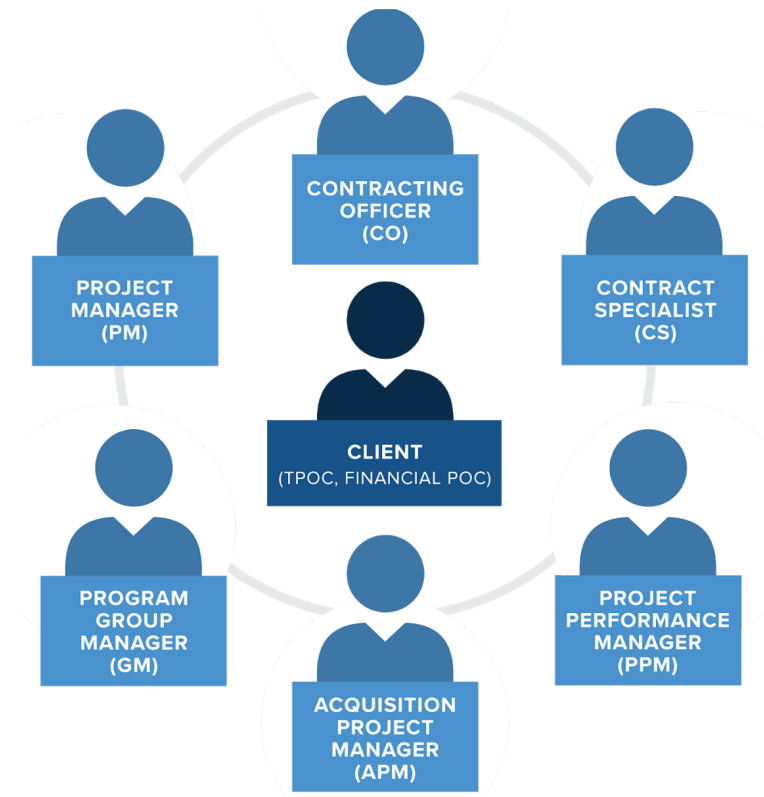 CONTRACTING
OFFICER
(CO)
PROJECT
MANAGER
(PM)
CONTRACT
SPECIALIST
(CS)
CLIENT
(TPOC, FINANCIAL POC)
PROGRAM
GROUP
MANAGER
(GM)
PROJECT
PERFORMANCE
MANAGER
(PPM)
ACQUISITION
PROJECT
MANAGER
(APM)